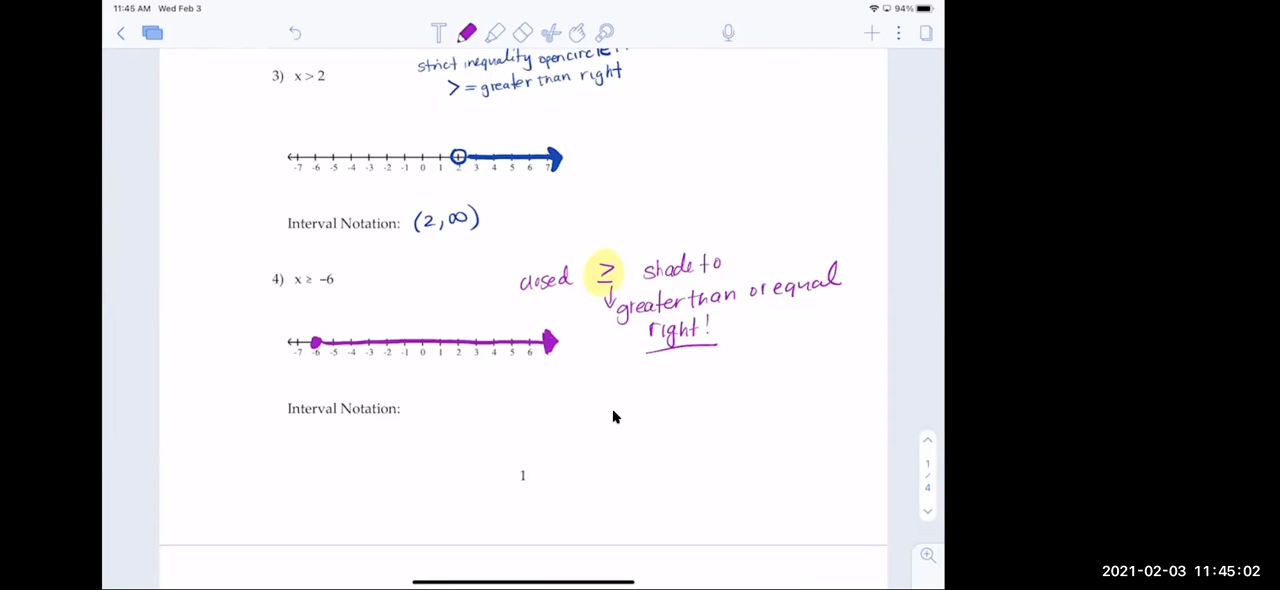 11:45 AM Wed Feb 3
94%
T
strict inequality open circle!
3) x > 2
> = greater than right
-7 -6 -5 -4 -3 -2 -1 0 1 2 3 4 5 6 7
Interval Notation: (2, ∞)
4) x ≥ -6
closed ≥ shade to
greater than or equal
right!
-7 -6 -5 -4 -3 -2 -1 0 1 2 3 4 5 6
Interval Notation:
1
1
/
4
2021-02-03 11:45:02